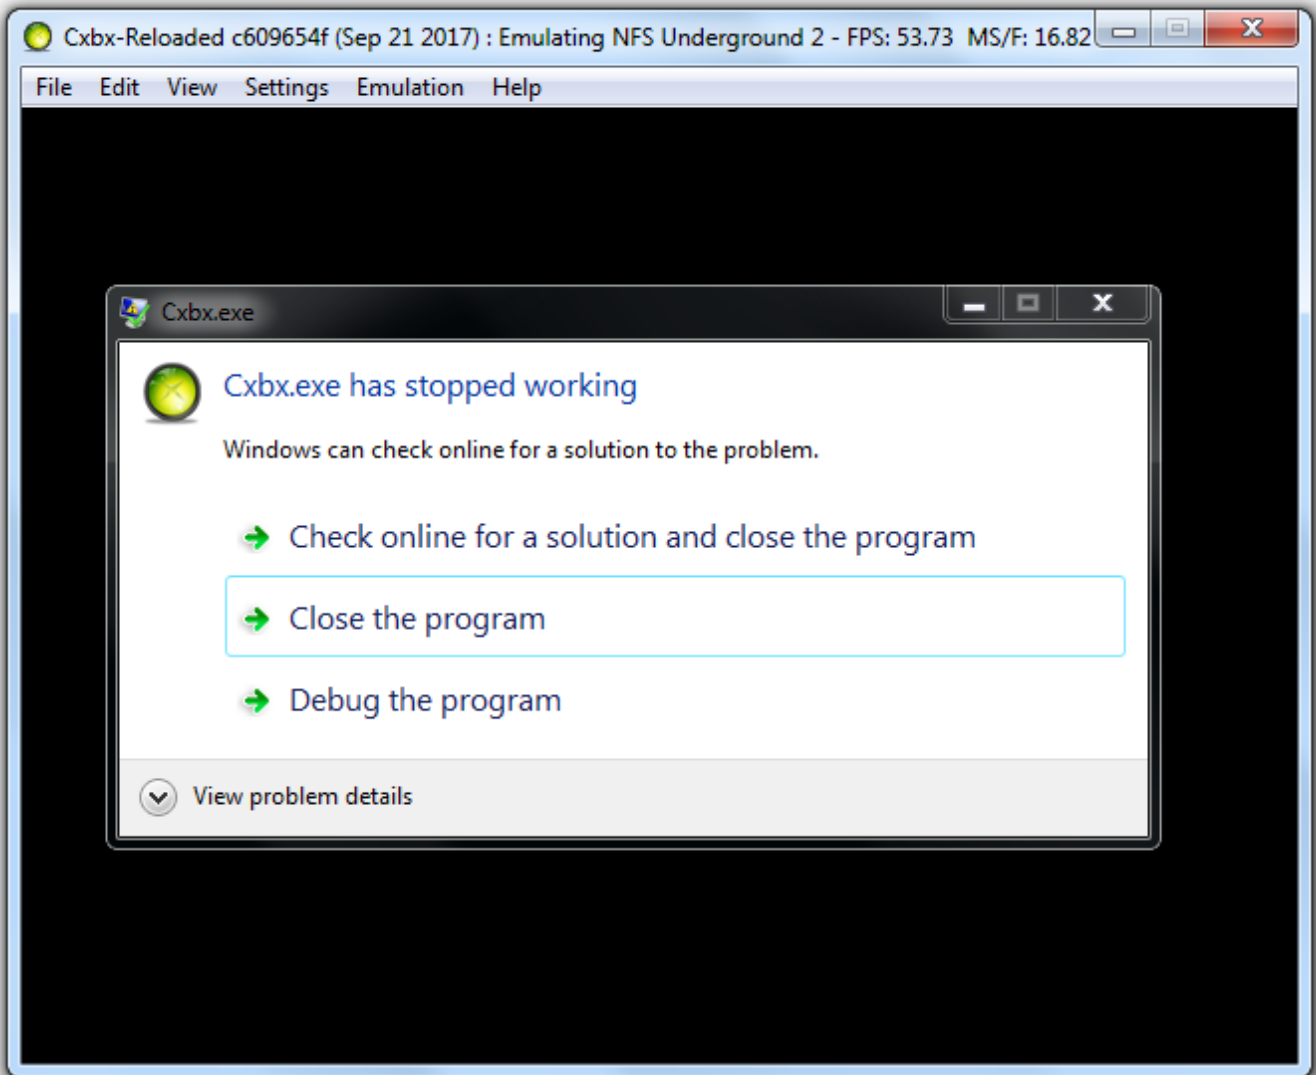 Cxbx-Reloaded c609654f (Sep 21 2017) : Emulating NFS Underground 2 - FPS: 53.73  MS/F: 16.82
File Edit View Settings Emulation Help
Cxbx.exe
Cxbx.exe has stopped working
Windows can check online for a solution to the problem.
Check online for a solution and close the program
Close the program
Debug the program
View problem details